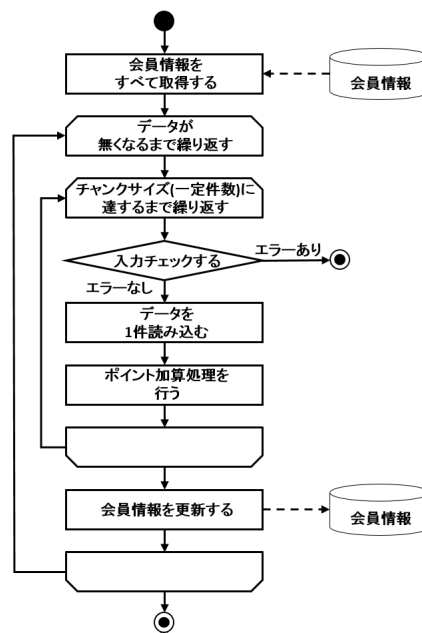 会員情報を
すべて取得する
会員情報
データが
無くなるまで繰り返す
チャンクサイズ(一定件数)に
達するまで繰り返す
入力チェックする
エラーあり
エラーなし
データを
1件読み込む
ポイント加算処理を
行う
会員情報を更新する
会員情報